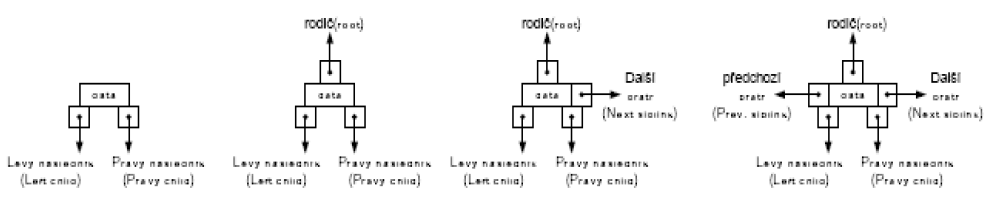 data
Levý následník
(Left child)
Pravý následník
(Pravý child)
rodič(root)
data
Levý následník
(Left child)
Pravý následník
(Pravý child)
rodič(root)
data
Další
bratr
(Next sibling)
Levý následník
(Left child)
Pravý následník
(Pravý child)
rodič(root)
předchozí
bratr
(Prev. sibling)
data
Další
bratr
(Next sibling)
Levý následník
(Left child)
Pravý následník
(Pravý child)